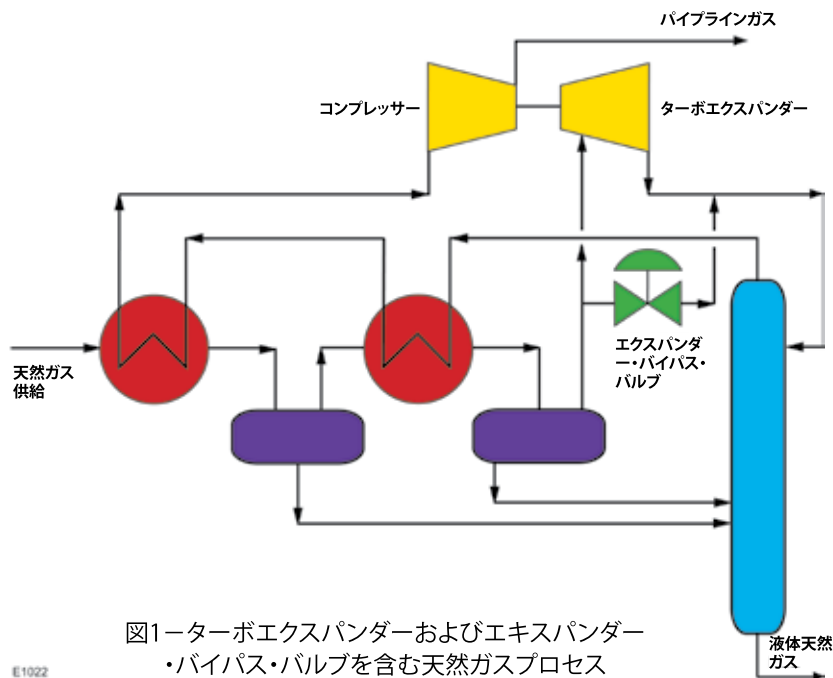 パイプラインガス
コンプレッサー
ターボエクスパンダー
天然ガス
供給
エクスパンダ
ー・バイパス・
バルブ
液体天然
ガス
図1－ターボエクスパンダーおよびエキスパンダー
・バイパス・バルブを含む天然ガスプロセス
E1022